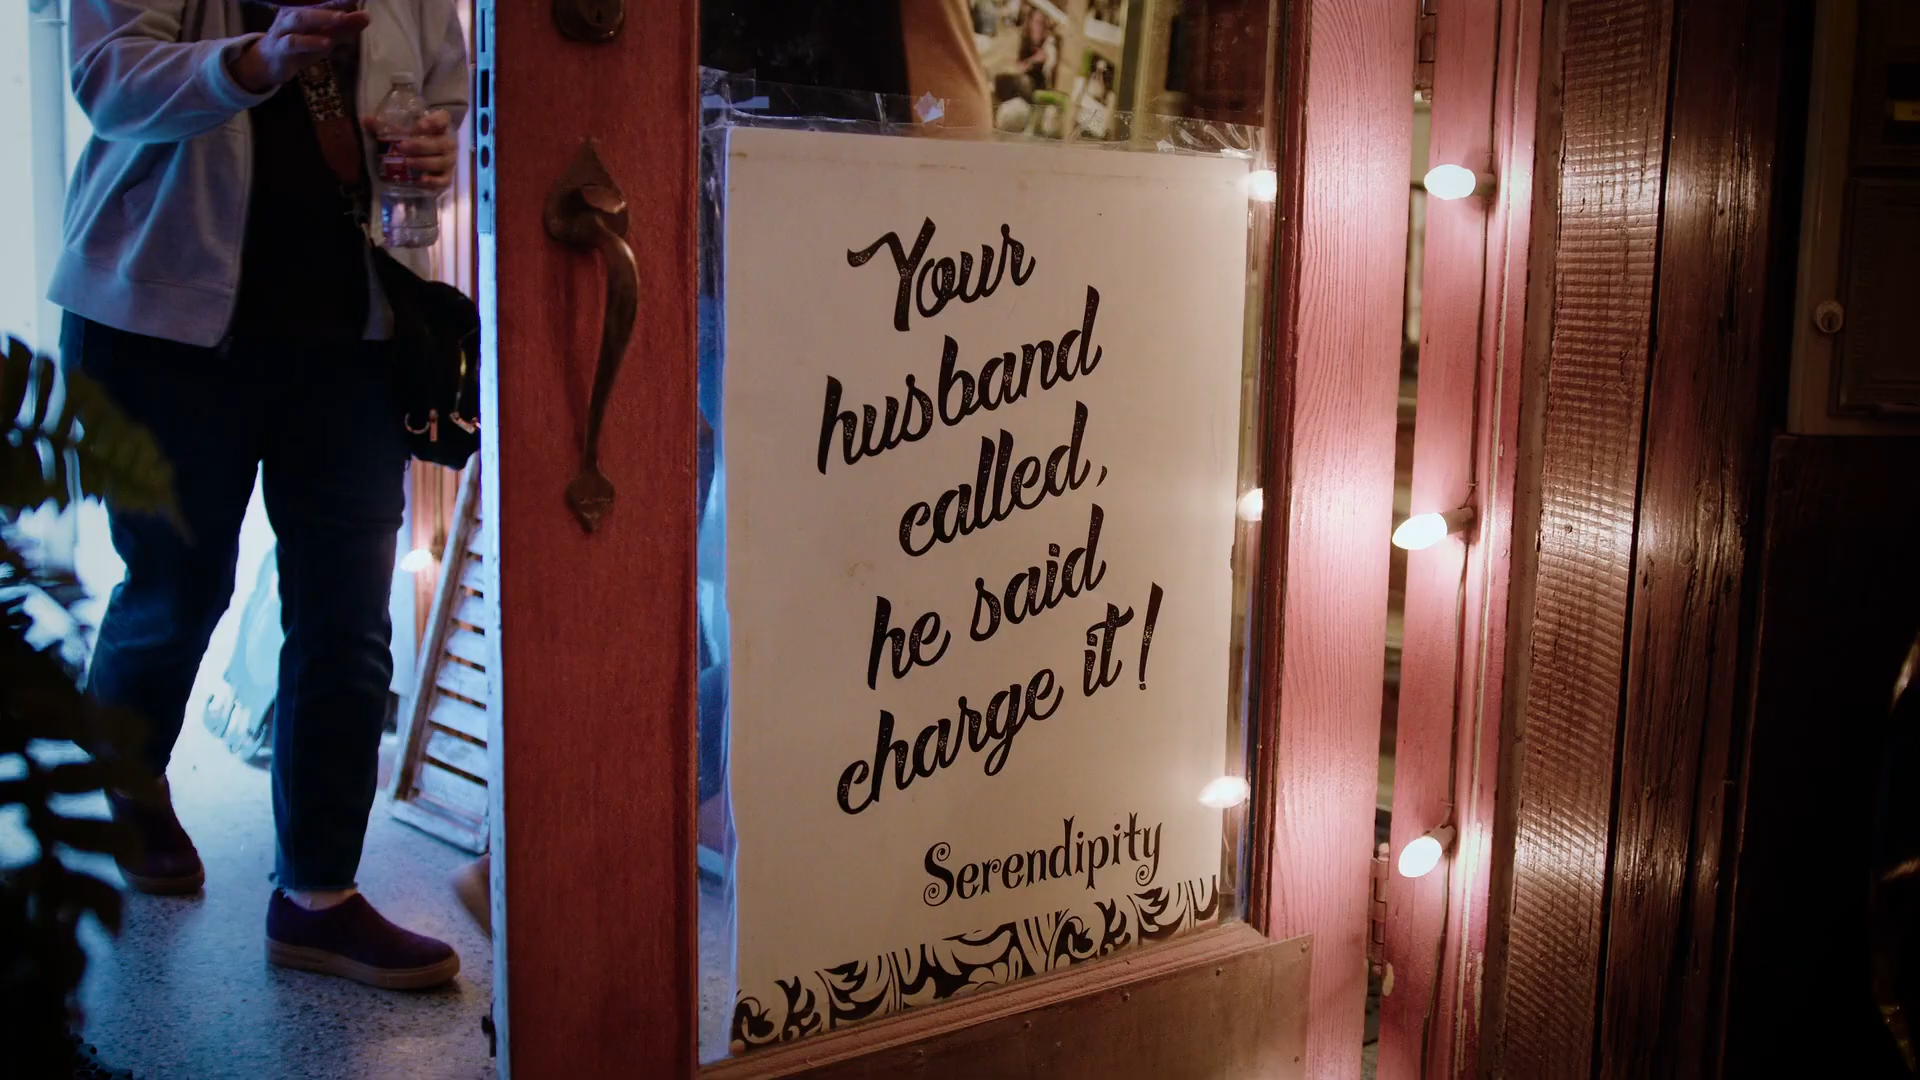 Your
husband
called,
he said
charge it!
Serendipity